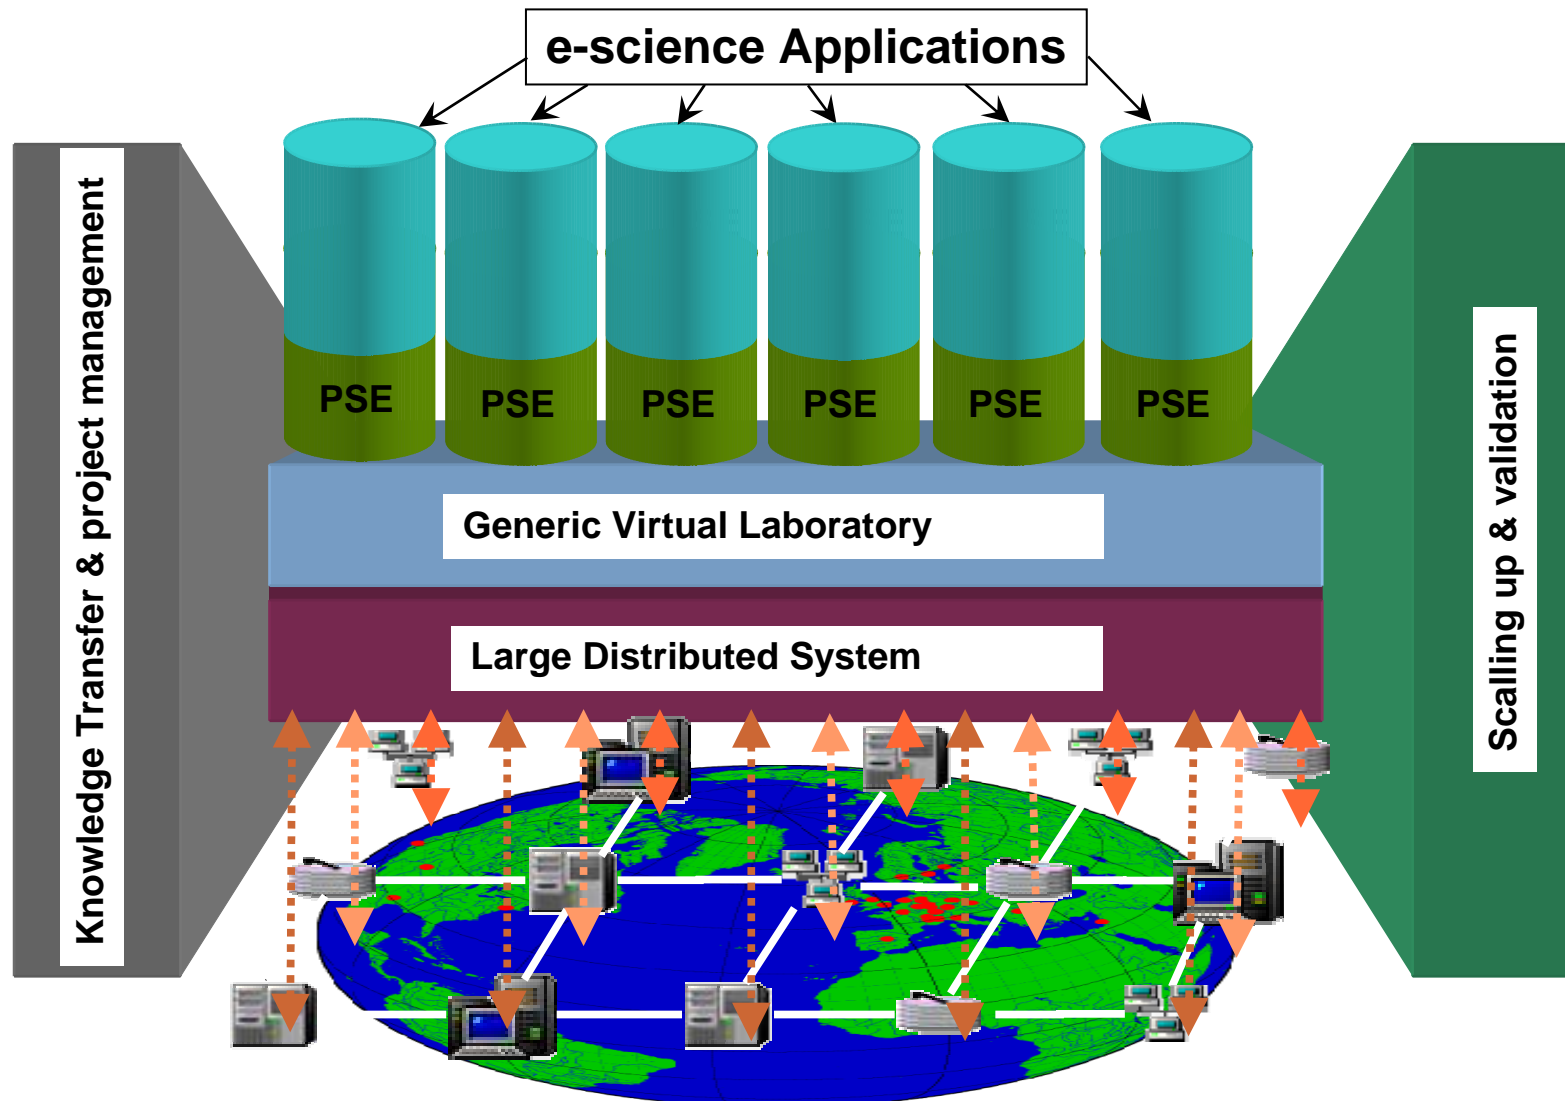 e-science Applications
Knowledge Transfer & project management
PSE
PSE
PSE
PSE
PSE
PSE
Generic Virtual Laboratory
Large Distributed System
Scalling up & validation